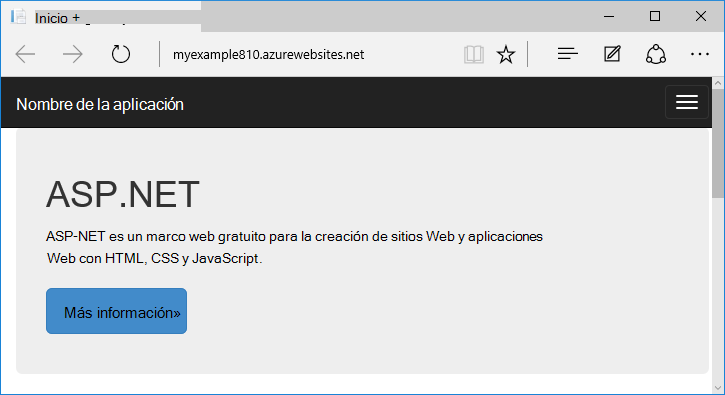 Inicio +
myexample810.azurewebsites.net
Nombre de la aplicación
ASP.NET
ASP-NET es un marco web gratuito para la creación de sitios Web y aplicaciones
Web con HTML, CSS y JavaScript.
Más información»